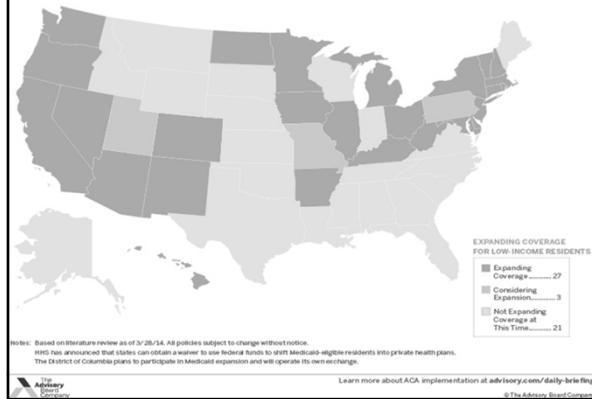 EXPANDING COVERAGE
FOR LOW-INCOME RESIDENTS
Expanding
Coverage........... 27
Considering
Expansion............ 3
Not Expanding
Coverage at
This Time.......... 21
Notes: Based on literature review as of 3/28/14. All policies subject to change without notice.
HHS has announced that states can obtain a waiver to use federal funds to shift Medicaid-eligible residents into private health plans.
The District of Columbia plans to participate in Medicaid expansion and will operate its own exchange.
The
Advisory
Board
Company
Learn more about ACA implementation at advisory.com/daily-briefing
© The Advisory Board Company